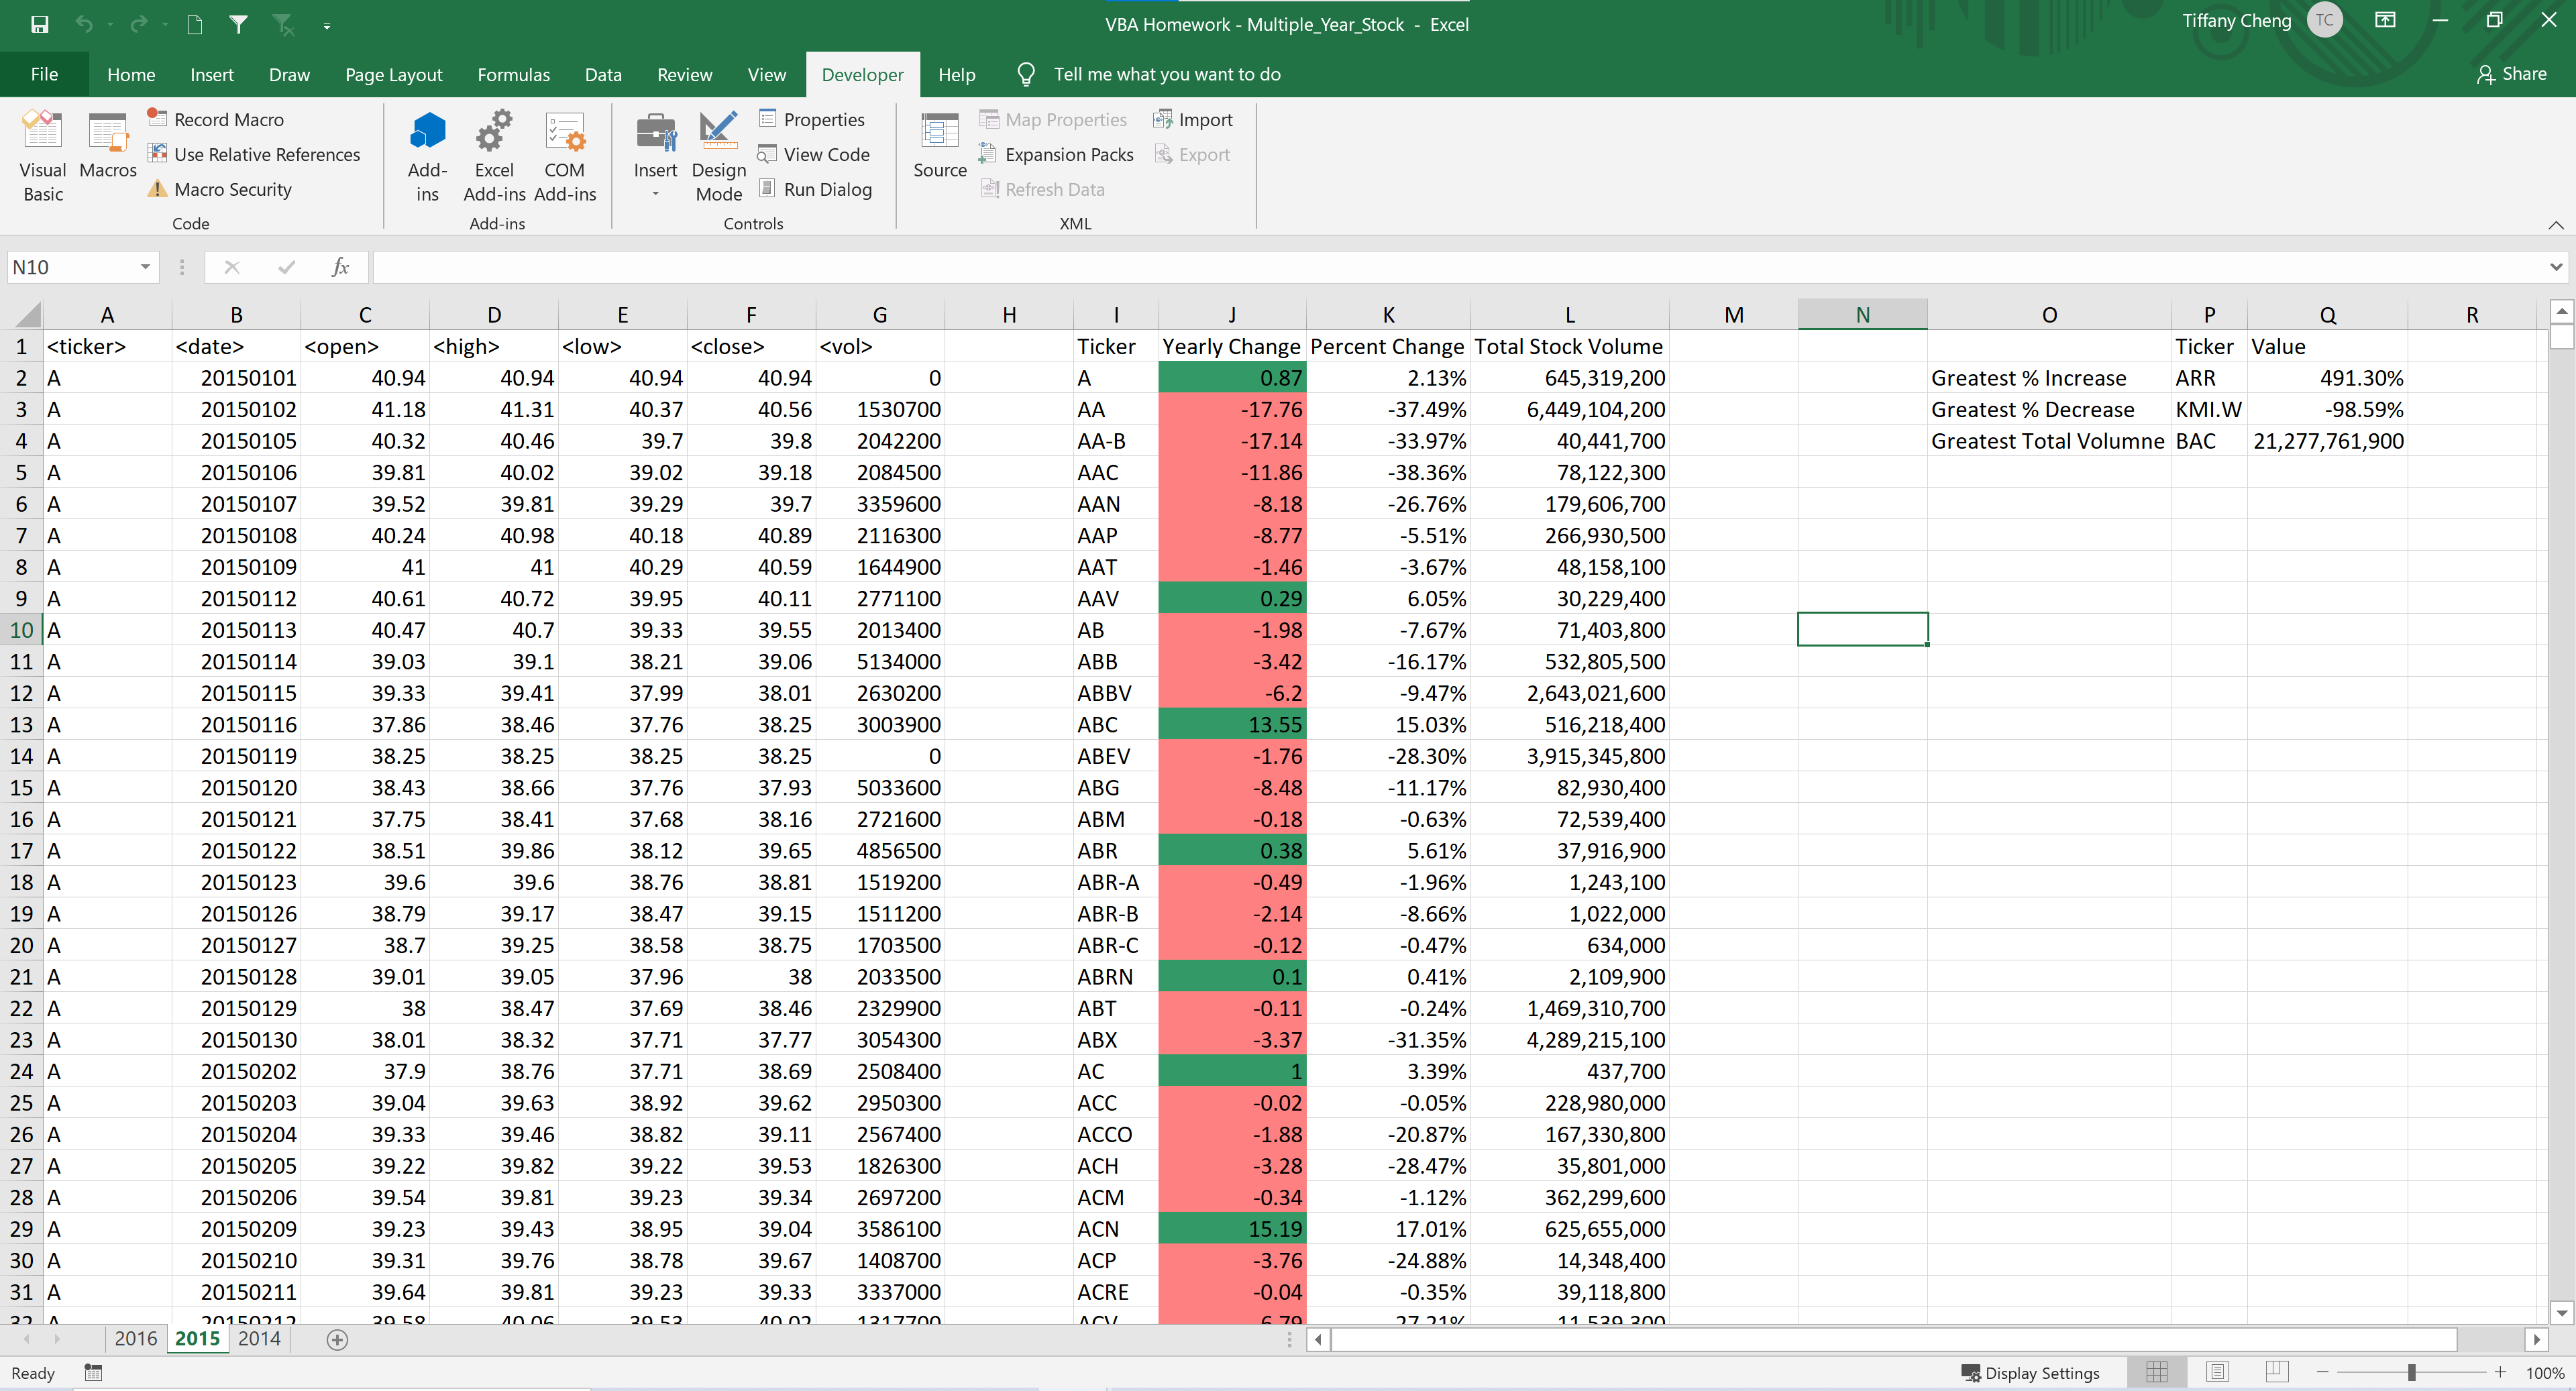 VBA Homework - Multiple_Year_Stock - Excel
Tiffany Cheng TC
File Home Insert Draw Page Layout Formulas Data Review View Developer Help Tell me what you want to do Share
Visual Basic
Macros
Record Macro
Use Relative References
Macro Security
Code
Add-ins
Excel Add-ins
COM Add-ins
Add-ins
Insert
Design Mode
Properties
View Code
Run Dialog
Controls
Source
Map Properties
Expansion Packs
Refresh Data
Import
Export
XML
N10 fx
A B C D E F G H I J K L M N O P Q R
1 <ticker> <date> <open> <high> <low> <close> <vol> Ticker Yearly Change Percent Change Total Stock Volume Ticker Value
2 A 20150101 40.94 40.94 40.94 40.94 0 A 0.87 2.13% 645,319,200 Greatest % Increase ARR 491.30%
3 A 20150102 41.18 41.31 40.37 40.56 1530700 AA -17.76 -37.49% 6,449,104,200 Greatest % Decrease KMI.W -98.59%
4 A 20150105 40.32 40.46 39.7 39.8 2042200 AA-B -17.14 -33.97% 40,441,700 Greatest Total Volumne BAC 21,277,761,900
5 A 20150106 39.81 40.02 39.02 39.18 2084500 AAC -11.86 -38.36% 78,122,300
6 A 20150107 39.52 39.81 39.29 39.7 3359600 AAN -8.18 -26.76% 179,606,700
7 A 20150108 40.24 40.98 40.18 40.89 2116300 AAP -8.77 -5.51% 266,930,500
8 A 20150109 41 41 40.29 40.59 1644900 AAT -1.46 -3.67% 48,158,100
9 A 20150112 40.61 40.72 39.95 40.11 2771100 AAV 0.29 6.05% 30,229,400
10 A 20150113 40.47 40.7 39.33 39.55 2013400 AB -1.98 -7.67% 71,403,800
11 A 20150114 39.03 39.1 38.21 39.06 5134000 ABB -3.42 -16.17% 532,805,500
12 A 20150115 39.33 39.41 37.99 38.01 2630200 ABBV -6.2 -9.47% 2,643,021,600
13 A 20150116 37.86 38.46 37.76 38.25 3003900 ABC 13.55 15.03% 516,218,400
14 A 20150119 38.25 38.25 38.25 38.25 0 ABEV -1.76 -28.30% 3,915,345,800
15 A 20150120 38.43 38.66 37.76 37.93 5033600 ABG -8.48 -11.17% 82,930,400
16 A 20150121 37.75 38.41 37.68 38.16 2721600 ABM -0.18 -0.63% 72,539,400
17 A 20150122 38.51 39.86 38.12 39.65 4856500 ABR 0.38 5.61% 37,916,900
18 A 20150123 39.6 39.6 38.76 38.81 1519200 ABR-A -0.49 -1.96% 1,243,100
19 A 20150126 38.79 39.17 38.47 39.15 1511200 ABR-B -2.14 -8.66% 1,022,000
20 A 20150127 38.7 39.25 38.58 38.75 1703500 ABR-C -0.12 -0.47% 634,000
21 A 20150128 39.01 39.05 37.96 38 2033500 ABRN 0.1 0.41% 2,109,900
22 A 20150129 38 38.47 37.69 38.46 2329900 ABT -0.11 -0.24% 1,469,310,700
23 A 20150130 38.01 38.32 37.71 37.77 3054300 ABX -3.37 -31.35% 4,289,215,100
24 A 20150202 37.9 38.76 37.71 38.69 2508400 AC 1 3.39% 437,700
25 A 20150203 39.04 39.63 38.92 39.62 2950300 ACC -0.02 -0.05% 228,980,000
26 A 20150204 39.33 39.46 38.82 39.11 2567400 ACCO -1.88 -20.87% 167,330,800
27 A 20150205 39.22 39.82 39.22 39.53 1826300 ACH -3.28 -28.47% 35,801,000
28 A 20150206 39.54 39.81 39.23 39.34 2697200 ACM -0.34 -1.12% 362,299,600
29 A 20150209 39.23 39.43 38.95 39.04 3586100 ACN 15.19 17.01% 625,655,000
30 A 20150210 39.31 39.76 38.78 39.67 1408700 ACP -3.76 -24.88% 14,348,400
31 A 20150211 39.64 39.81 39.23 39.33 3337000 ACRE -0.04 -0.35% 39,118,800
32 A 20150212 39.58 40.06 39.53 40.02 1317700 ACV
2016 2015 2014
Ready Display Settings 100%